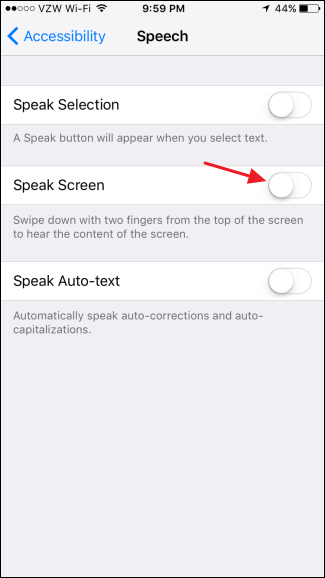 VZW Wi-Fi 9:59 PM 44%
Accessibility Speech
Speak Selection
A Speak button will appear when you select text.
Speak Screen
Swipe down with two fingers from the top of the screen
to hear the content of the screen.
Speak Auto-text
Automatically speak auto-corrections and auto-
capitalizations.